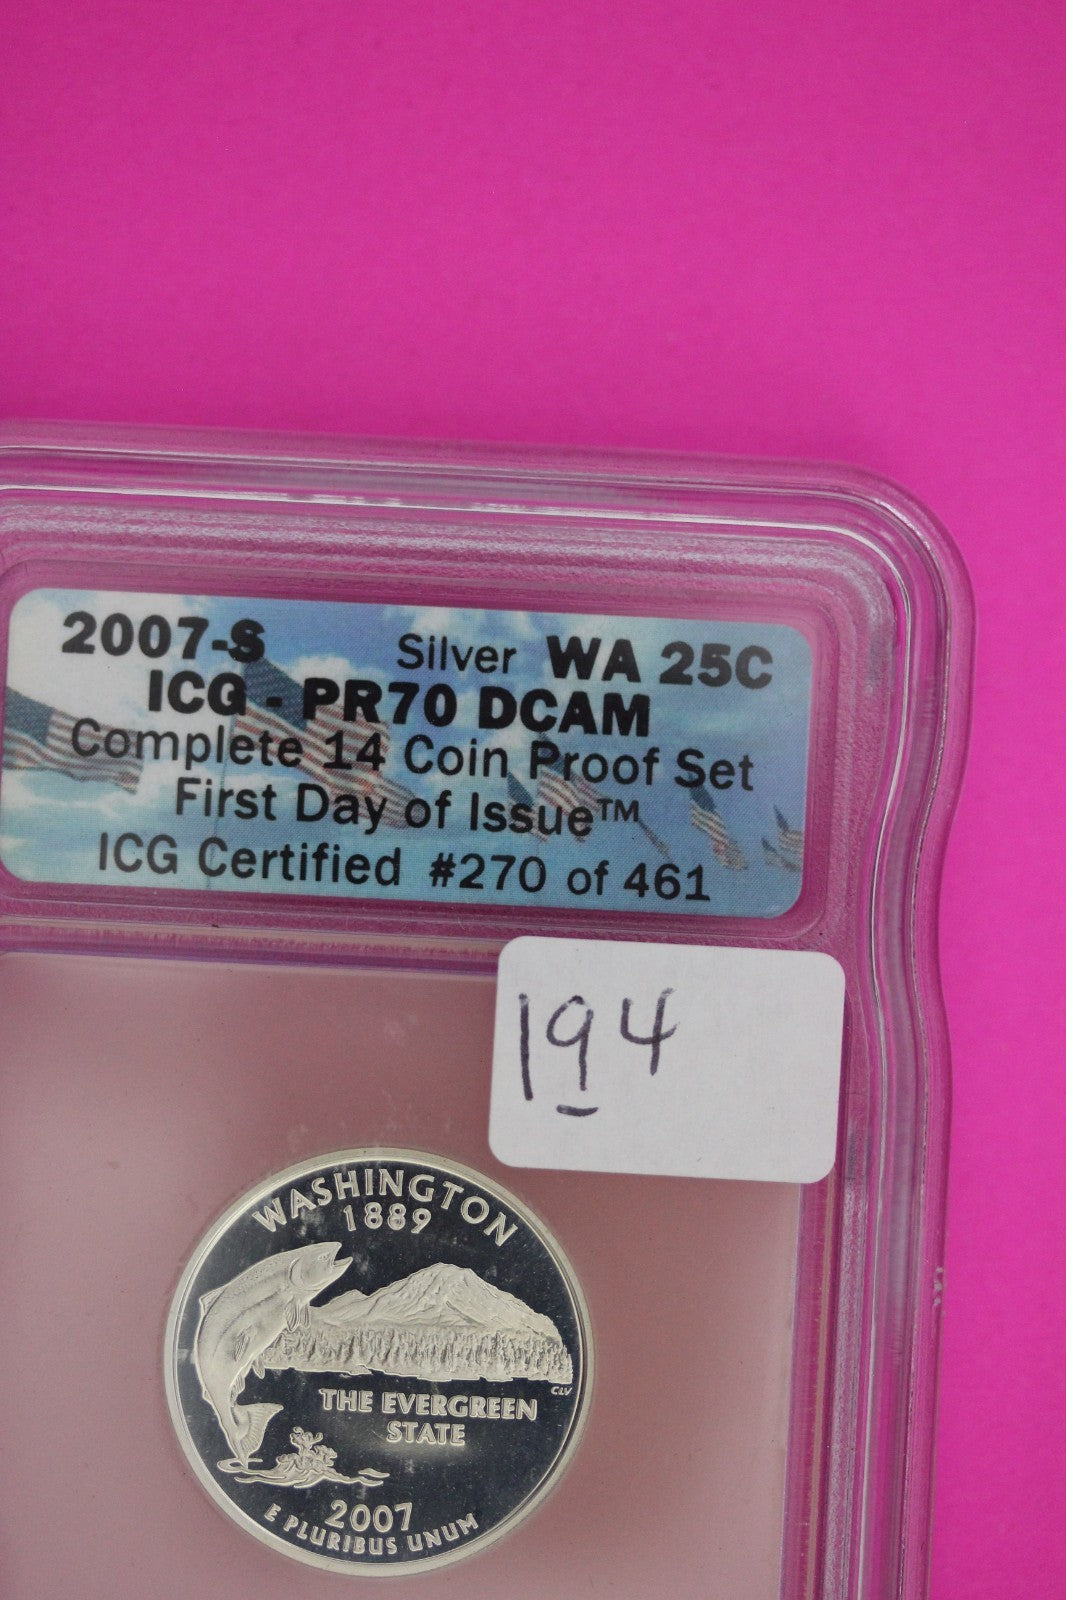 2007-S Silver WA 25C
ICG - PR70 DCAM
Complete 14 Coin Proof Set
First Day of Issue™
ICG Certified #270 of 461
194
WASHINGTON
1889
THE EVERGREEN
STATE
CLV
2007
E PLURIBUS UNUM